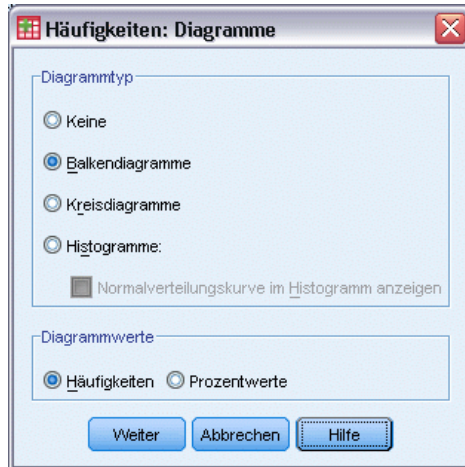 Häufigkeiten: Diagramme
Diagrammtyp
Keine
Balkendiagramme
Kreisdiagramme
Histogramme:
Normalverteilungskurve im Histogramm anzeigen
Diagrammwerte
Häufigkeiten Prozentwerte
Weiter Abbrechen Hilfe